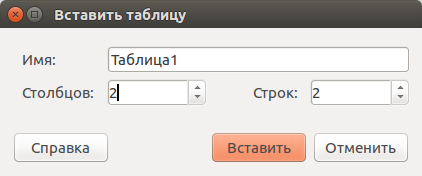 Вставить таблицу
Имя: Таблица1
Столбцов: 2 Строк: 2
Справка Вставить Отменить